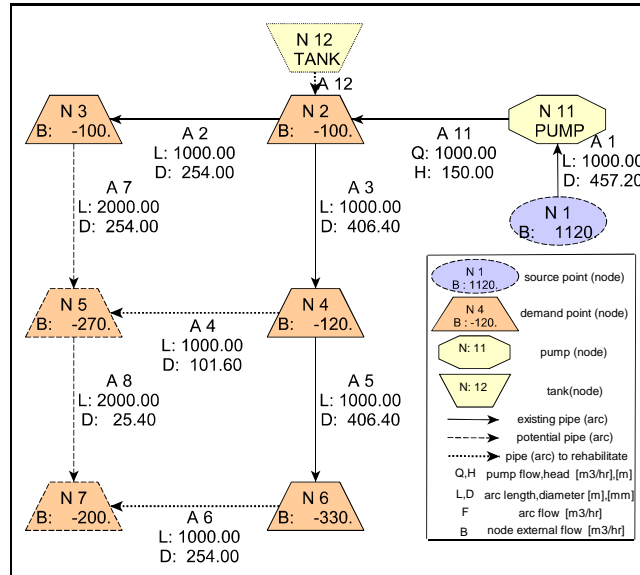 N 12
TANK
A 12
N 3
B: -100.
A 2
L: 1000.00
D: 254.00
N 2
B: -100.
A 11
Q: 1000.00
H: 150.00
N 11
PUMP
A 1
L: 1000.00
D: 457.20
N 1
B: 1120.
A 7
L: 2000.00
D: 254.00
A 3
L: 1000.00
D: 406.40
N 5
B: -270.
A 4
L: 1000.00
D: 101.60
N 4
B: -120.
A 8
L: 2000.00
D: 25.40
A 5
L: 1000.00
D: 406.40
N 7
B: -200.
A 6
L: 1000.00
D: 254.00
N 6
B: -330.
N 1
B : 1120.
source point (node)
N 4
B : -120.
demand point (node)
N: 11
pump (node)
N: 12
tank(node)
existing pipe (arc)
potential pipe (arc)
pipe (arc) to rehabilitate
Q,H pump flow,head [m3/hr],[m]
L,D arc length,diameter [m],[mm]
F arc flow [m3/hr]
B node external flow [m3/hr]